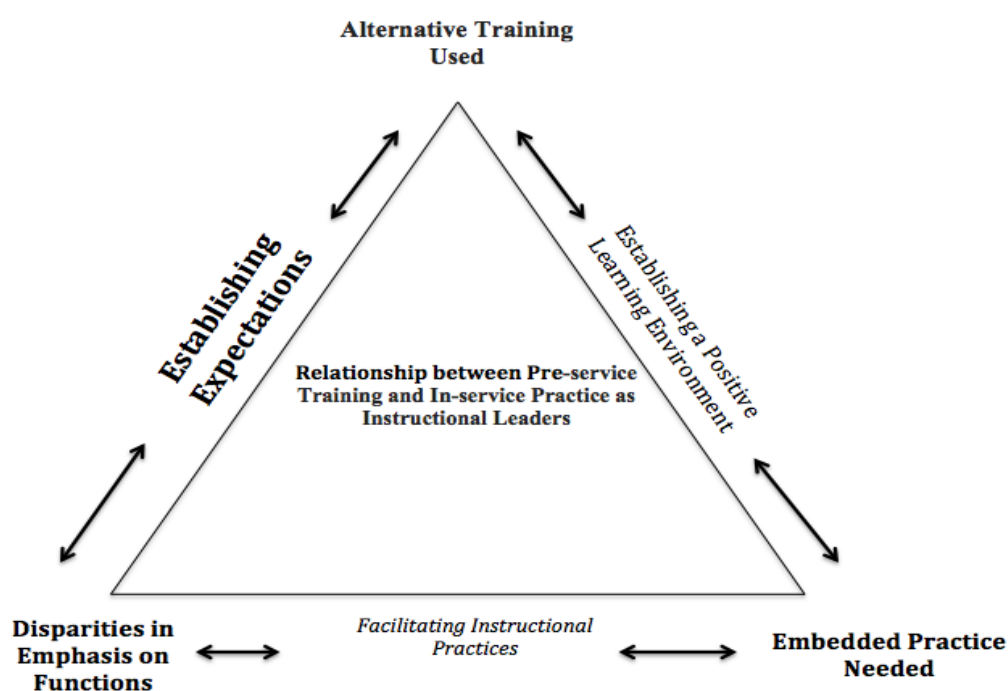 Alternative Training
Used
Establishing
Expectations
Establishing a Positive
Learning Environment
Relationship between Pre-service
Training and In-service Practice as
Instructional Leaders
Disparities in
Emphasis on
Functions
Facilitating Instructional
Practices
Embedded Practice
Needed